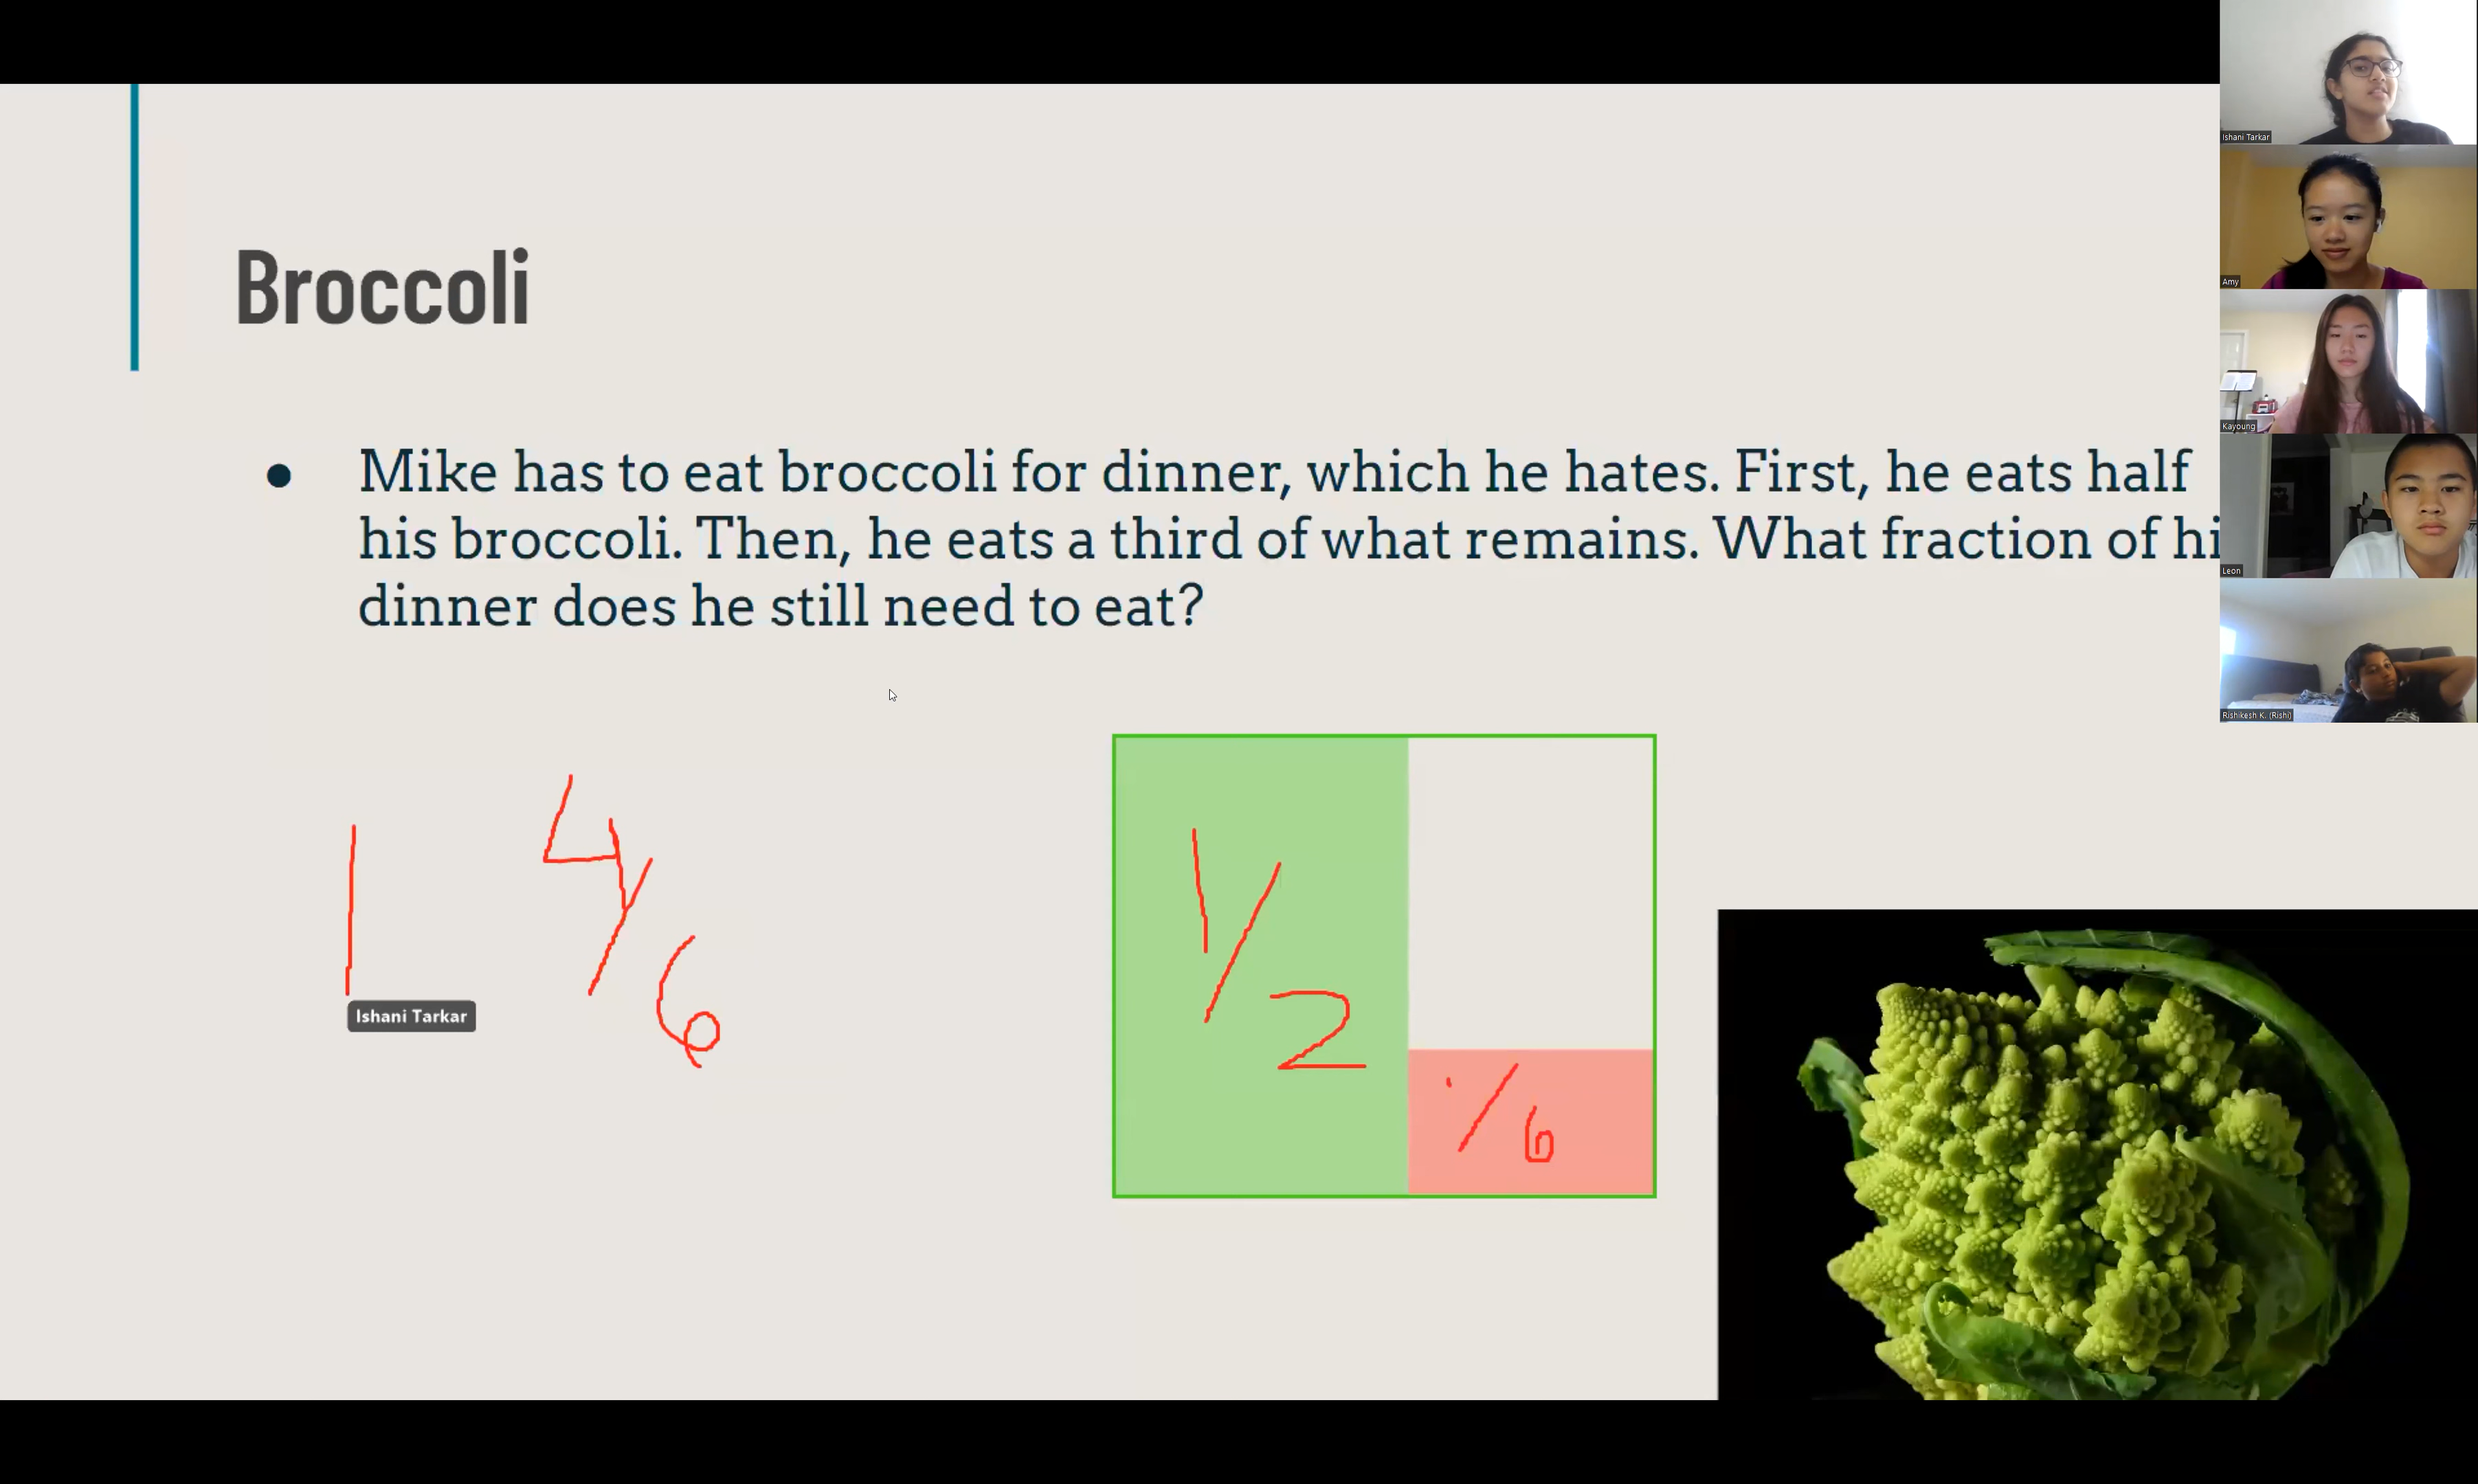 Broccoli
● Mike has to eat broccoli for dinner, which he hates. First, he eats half
his broccoli. Then, he eats a third of what remains. What fraction of hi
dinner does he still need to eat?
1 4/6
Ishani Tarkar
1/2
1/6
Ishani Tarkar
Amy
Kayoung
Leon
Rishikesh K. (Rishi)